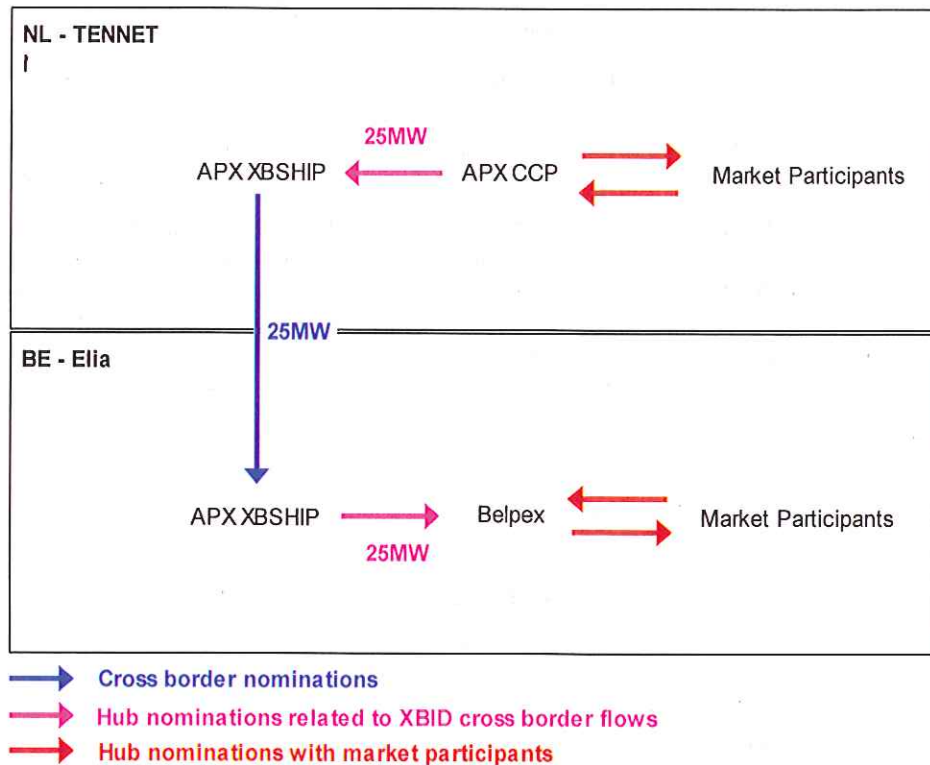 NL - TENNET
25MW
APX XBSHIP
APX CCP
Market Participants
25MW
BE - Elia
APX XBSHIP
Belpex
Market Participants
25MW
Cross border nominations
Hub nominations related to XBID cross border flows
Hub nominations with market participants